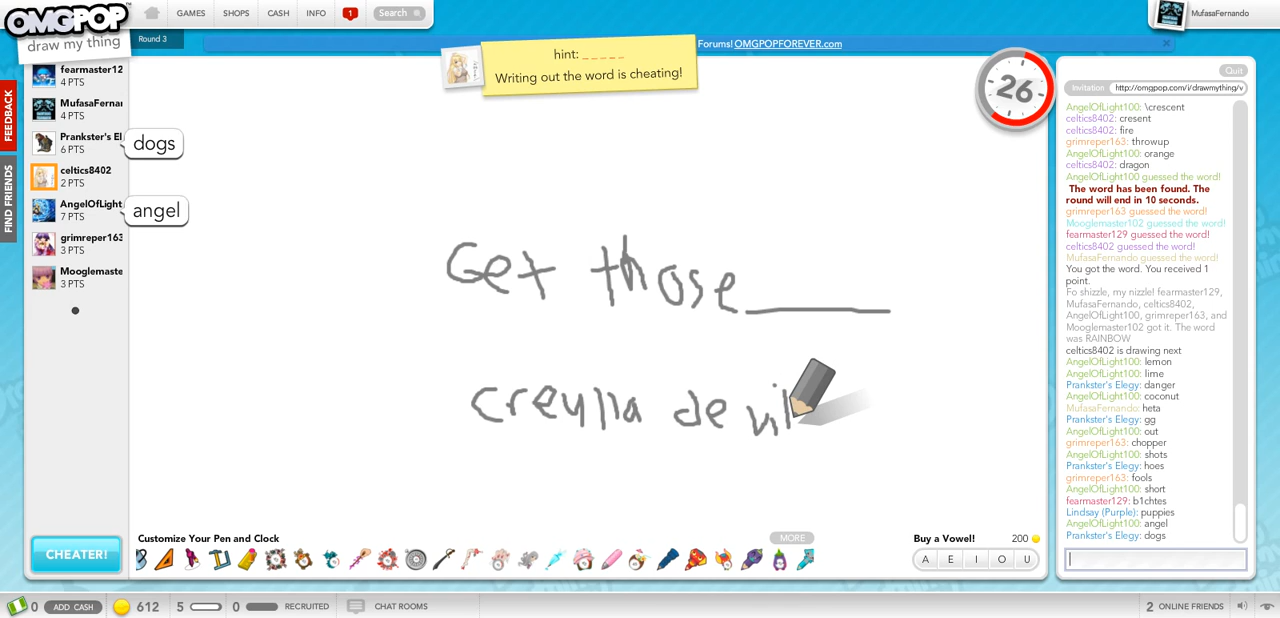 OMGPOP™
draw my thing
GAMES
SHOPS
CASH
INFO
1
Search
MufasaFernando
Round 3
Forums! OMGPOPFOREVER.com
hint: _ _ _ _ _
Writing out the word is cheating!
26
FEEDBACK
FIND FRIENDS
fearmaster12
4 PTS
MufasaFernan
4 PTS
Prankster's El
6 PTS
dogs
celtics8402
2 PTS
AngelOfLight
7 PTS
angel
grimreper163
3 PTS
Mooglemaste
3 PTS
Get those____
creulla de vil
CHEATER!
Customize Your Pen and Clock
MORE
Buy a Vowel!
200
A E I O U
Quit
Invitation http://omgpop.com/i/drawmything/v
AngelOfLight100: \crescent
celtics8402: cresent
celtics8402: fire
grimreper163: throwup
AngelOfLight100: orange
celtics8402: dragon
AngelOfLight100 guessed the word!
The word has been found. The
round will end in 10 seconds.
grimreper163 guessed the word!
Mooglemaster102 guessed the word!
fearmaster129 guessed the word!
celtics8402 guessed the word!
MufasaFernando guessed the word!
You got the word. You received 1
point.
Fo shizzle, my nizzle! fearmaster129,
MufasaFernando, celtics8402,
AngelOfLight100, grimreper163, and
Mooglemaster102 got it. The word
was RAINBOW
celtics8402 is drawing next
AngelOfLight100: lemon
AngelOfLight100: lime
Prankster's Elegy: danger
AngelOfLight100: coconut
MufasaFernando: heta
Prankster's Elegy: gg
AngelOfLight100: out
grimreper163: chopper
AngelOfLight100: shots
Prankster's Elegy: hoes
grimreper163: fools
AngelOfLight100: short
fearmaster129: b1chtes
Lindsay (Purple): puppies
AngelOfLight100: angel
Prankster's Elegy: dogs
0
ADD CASH
612
5
0
RECRUITED
CHAT ROOMS
2 ONLINE FRIENDS